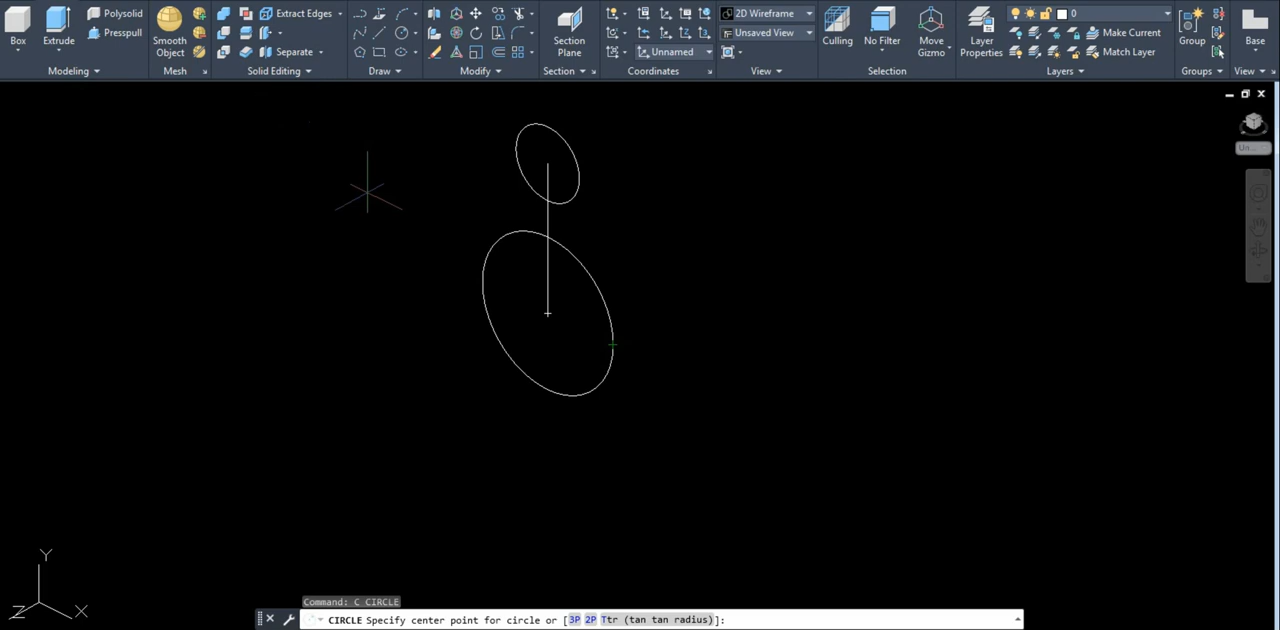 Box
Extrude
Polysolid
Presspull
Smooth Object
Extract Edges
Separate
Section Plane
Unnamed
2D Wireframe
Unsaved View
Culling
No Filter
Move Gizmo
Layer Properties
0
Make Current
Match Layer
Group
Base
Modeling
Mesh
Solid Editing
Draw
Modify
Section
Coordinates
View
Selection
Layers
Groups
View
Un...
Y
Z
X
Command: C CIRCLE
CIRCLE Specify center point for circle or [3P 2P Ttr (tan tan radius)]: